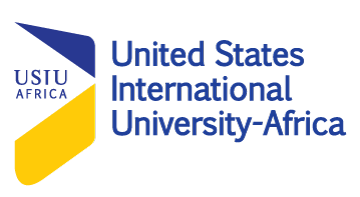 USIU
AFRICA
United States
International
University-Africa